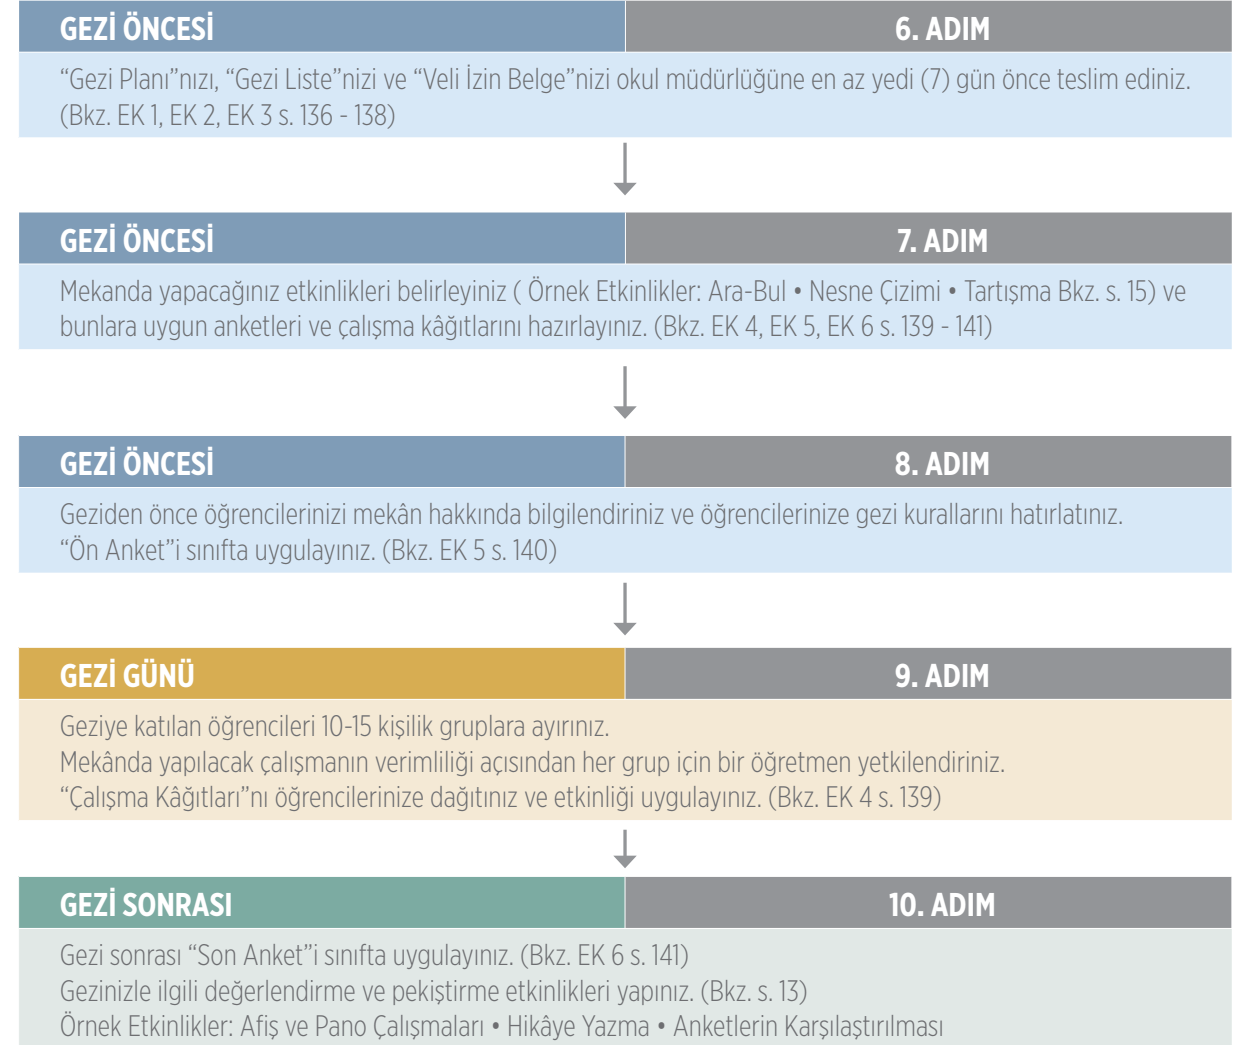 GEZİ ÖNCESİ 6. ADIM
“Gezi Planı”nızı, “Gezi Liste”nizi ve “Veli İzin Belge”nizi okul müdürlüğüne en az yedi (7) gün önce teslim ediniz.
(Bkz. EK 1, EK 2, EK 3 s. 136 - 138)
GEZİ ÖNCESİ 7. ADIM
Mekanda yapacağınız etkinlikleri belirleyiniz ( Örnek Etkinlikler: Ara-Bul • Nesne Çizimi • Tartışma Bkz. s. 15) ve
bunlara uygun anketleri ve çalışma kâğıtlarını hazırlayınız. (Bkz. EK 4, EK 5, EK 6 s. 139 - 141)
GEZİ ÖNCESİ 8. ADIM
Geziden önce öğrencilerinizi mekân hakkında bilgilendiriniz ve öğrencilerinize gezi kurallarını hatırlatınız.
“Ön Anket”i sınıfta uygulayınız. (Bkz. EK 5 s. 140)
GEZİ GÜNÜ 9. ADIM
Geziye katılan öğrencileri 10-15 kişilik gruplara ayırınız.
Mekânda yapılacak çalışmanın verimliliği açısından her grup için bir öğretmen yetkilendiriniz.
“Çalışma Kâğıtları”nı öğrencilerinize dağıtınız ve etkinliği uygulayınız. (Bkz. EK 4 s. 139)
GEZİ SONRASI 10. ADIM
Gezi sonrası “Son Anket”i sınıfta uygulayınız. (Bkz. EK 6 s. 141)
Gezinizle ilgili değerlendirme ve pekiştirme etkinlikleri yapınız. (Bkz. s. 13)
Örnek Etkinlikler: Afiş ve Pano Çalışmaları • Hikâye Yazma • Anketlerin Karşılaştırılması